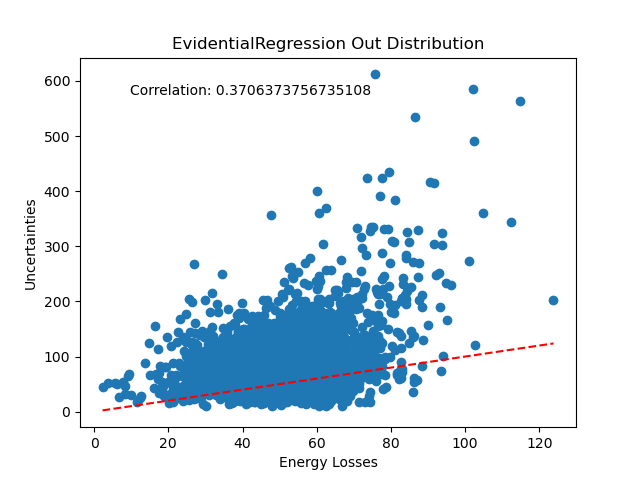 EvidentialRegression Out Distribution
Correlation: 0.3706373756735108
Uncertainties
600
500
400
300
200
100
0
0 20 40 60 80 100 120
Energy Losses